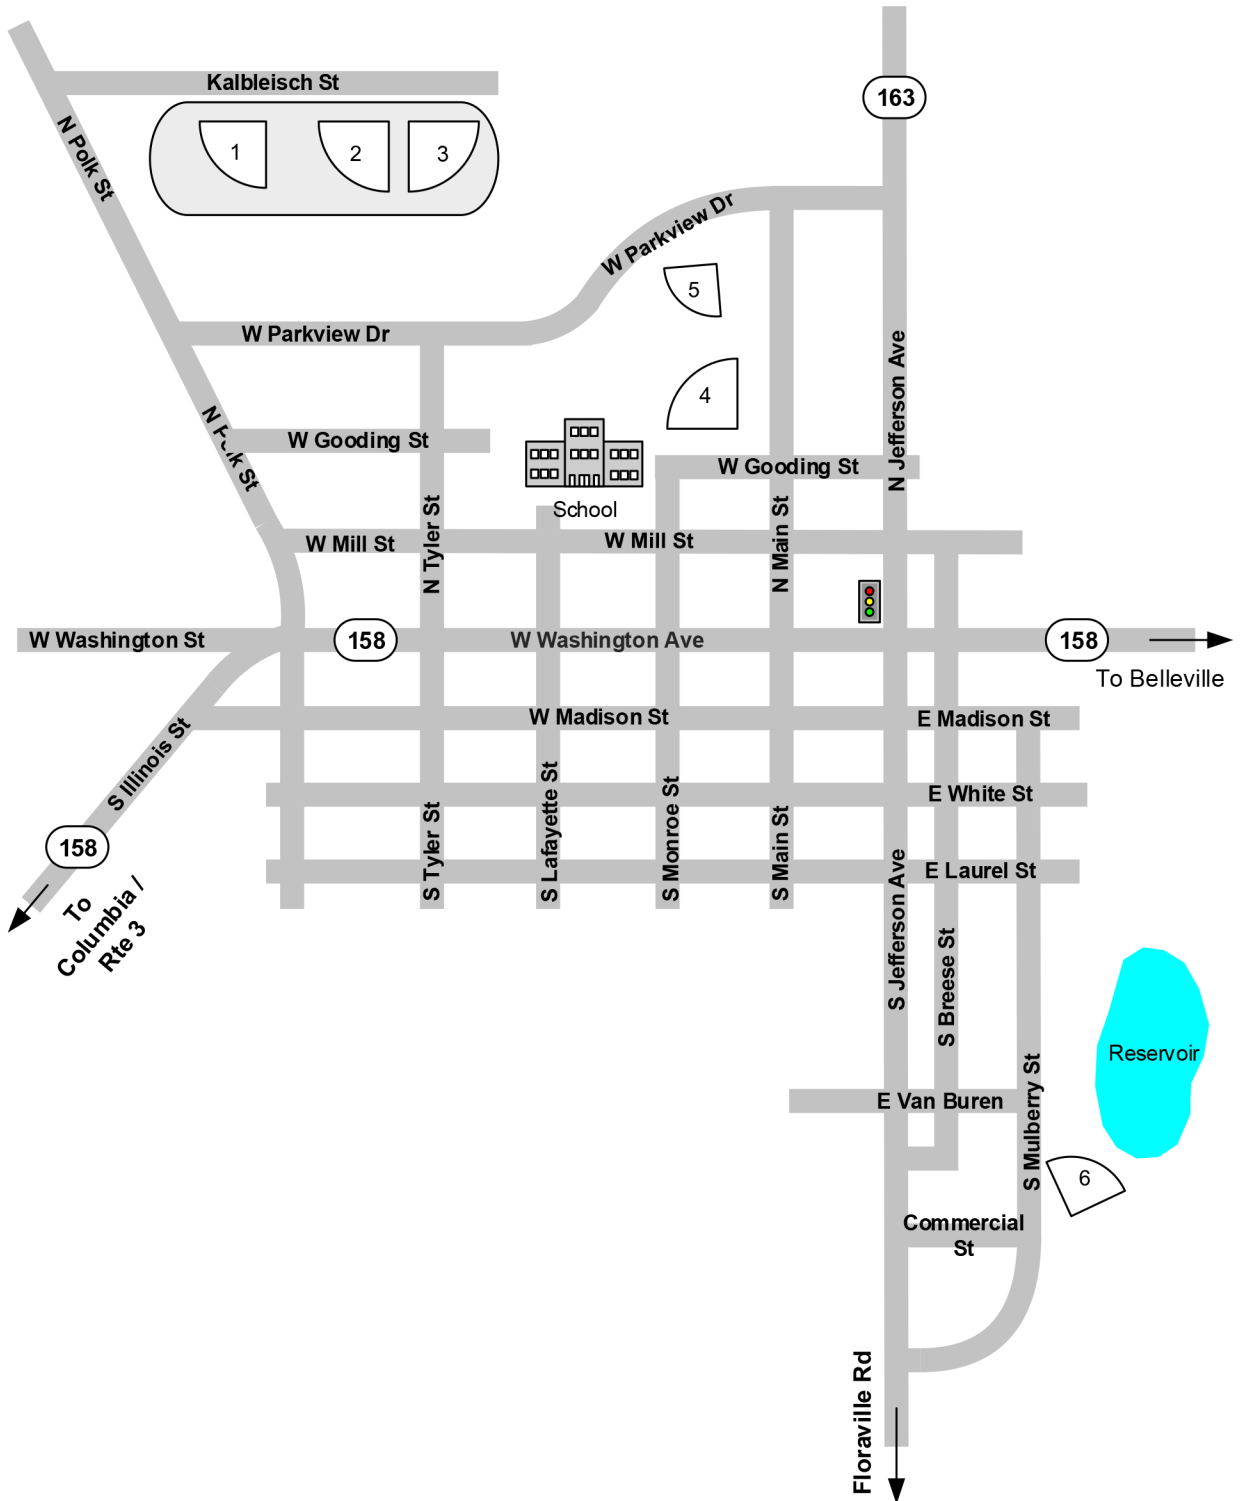 Kalbleisch St
163
N Polk St
1
2
3
W Parkview Dr
5
W Parkview Dr
N Jefferson Ave
4
N Polk St
W Gooding St
W Gooding St
School
N Tyler St
N Main St
W Mill St
W Mill St
W Washington St
158
W Washington Ave
158
To Belleville
W Madison St
E Madison St
S Illinois St
E White St
S Tyler St
S Lafayette St
S Monroe St
S Main St
158
E Laurel St
To
Columbia /
Rte 3
S Jefferson Ave
S Breese St
Reservoir
E Van Buren
S Mulberry St
6
Commercial
St
Floraville Rd